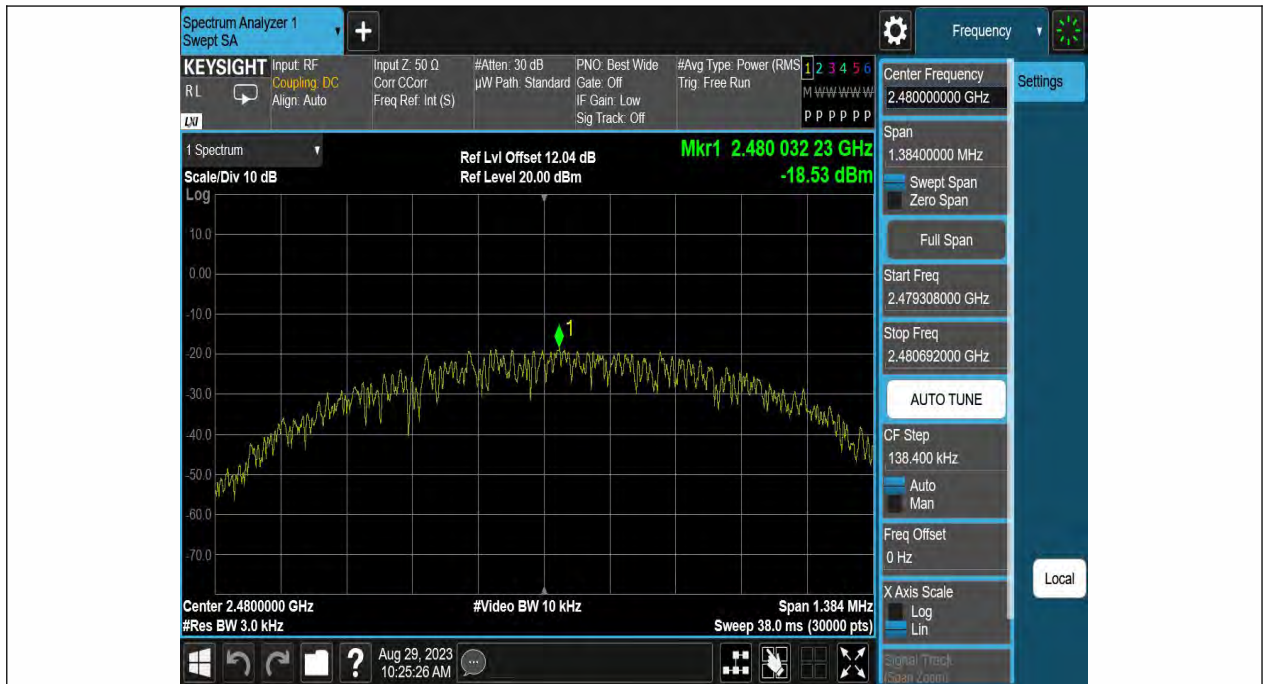 Spectrum Analyzer 1
Swept SA
+
Frequency
KEYSIGHT
RL
LXI
Input: RF
Coupling: DC
Align: Auto
Input Z: 50 Ω
Corr CCorr
Freq Ref: Int (S)
#Atten: 30 dB
µW Path: Standard
PNO: Best Wide
Gate: Off
IF Gain: Low
Sig Track: Off
#Avg Type: Power (RMS
Trig: Free Run
1 2 3 4 5 6
M W W W W W
P P P P P P
1 Spectrum
Scale/Div 10 dB
Ref Lvl Offset 12.04 dB
Ref Level 20.00 dBm
Mkr1 2.480 032 23 GHz
-18.53 dBm
Log
10.0
0.00
-10.0
-20.0
-30.0
-40.0
-50.0
-60.0
-70.0
1
Center 2.4800000 GHz
#Res BW 3.0 kHz
#Video BW 10 kHz
Span 1.384 MHz
Sweep 38.0 ms (30000 pts)
Center Frequency
2.480000000 GHz
Settings
Span
1.38400000 MHz
Swept Span
Zero Span
Full Span
Start Freq
2.479308000 GHz
Stop Freq
2.480692000 GHz
AUTO TUNE
CF Step
138.400 kHz
Auto
Man
Freq Offset
0 Hz
X Axis Scale
Log
Lin
Local
Signal Track
(Span Zoom)
?
Aug 29, 2023
10:25:26 AM